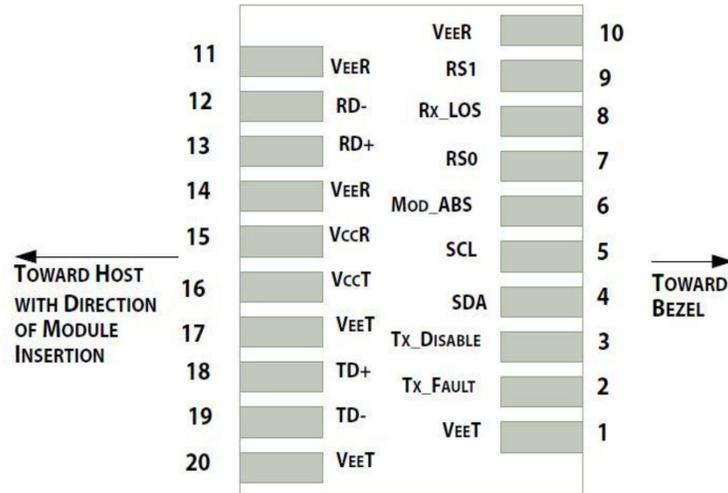 VEER 10
11 VEER
RS1 9
12 RD-
RX_LOS 8
13 RD+
RS0 7
14 VEER
MOD_ABS 6
15 VCCR
SCL 5
16 VCCT
SDA 4
17 VEET
TX_DISABLE 3
18 TD+
TX_FAULT 2
19 TD-
VEET 1
20 VEET
TOWARD HOST
WITH DIRECTION
OF MODULE
INSERTION
TOWARD
BEZEL